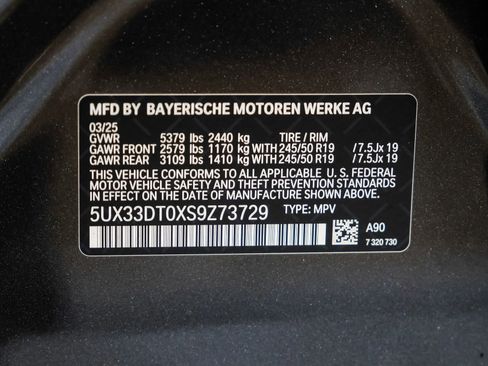 MFD BY BAYERISCHE MOTOREN WERKE AG
03/25
GVWR 5379 lbs 2440 kg TIRE / RIM
GAWR FRONT 2579 lbs 1170 kg WITH 245/50 R19 /7.5Jx 19
GAWR REAR 3109 lbs 1410 kg WITH 245/50 R19 /7.5Jx 19
THIS VEHICLE CONFORMS TO ALL APPLICABLE U. S. FEDERAL
MOTOR VEHICLE SAFETY AND THEFT PREVENTION STANDARDS
IN EFFECT ON THE DATE OF MANUFACTURE SHOWN ABOVE.
5UX33DT0XS9Z73729 TYPE: MPV
A90
7 320 730